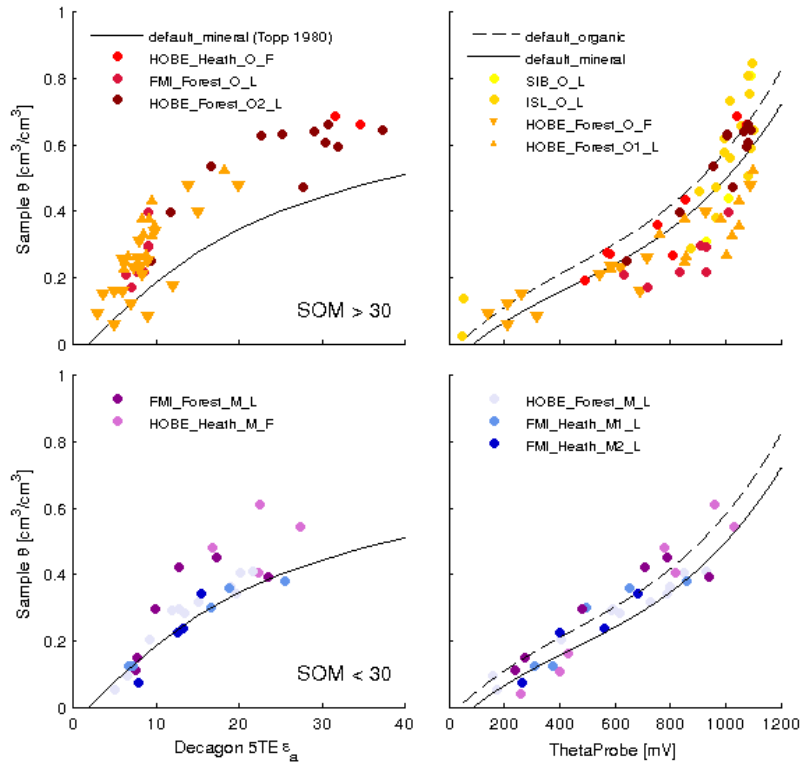 1
default_mineral (Topp 1980)
HOBE_Heath_O_F
FMI_Forest_O_L
HOBE_Forest_O2_L
0.8
0.6
0.4
0.2
0
Sample θ [cm³/cm³]
SOM > 30
default_organic
default_mineral
SIB_O_L
ISL_O_L
HOBE_Forest_O_F
HOBE_Forest_O1_L
1
FMI_Forest_M_L
HOBE_Heath_M_F
0.8
0.6
0.4
0.2
0
Sample θ [cm³/cm³]
SOM < 30
0 10 20 30 40
Decagon 5TE εa
HOBE_Forest_M_L
FMI_Heath_M1_L
FMI_Heath_M2_L
200 400 600 800 1000 1200
ThetaProbe [mV]